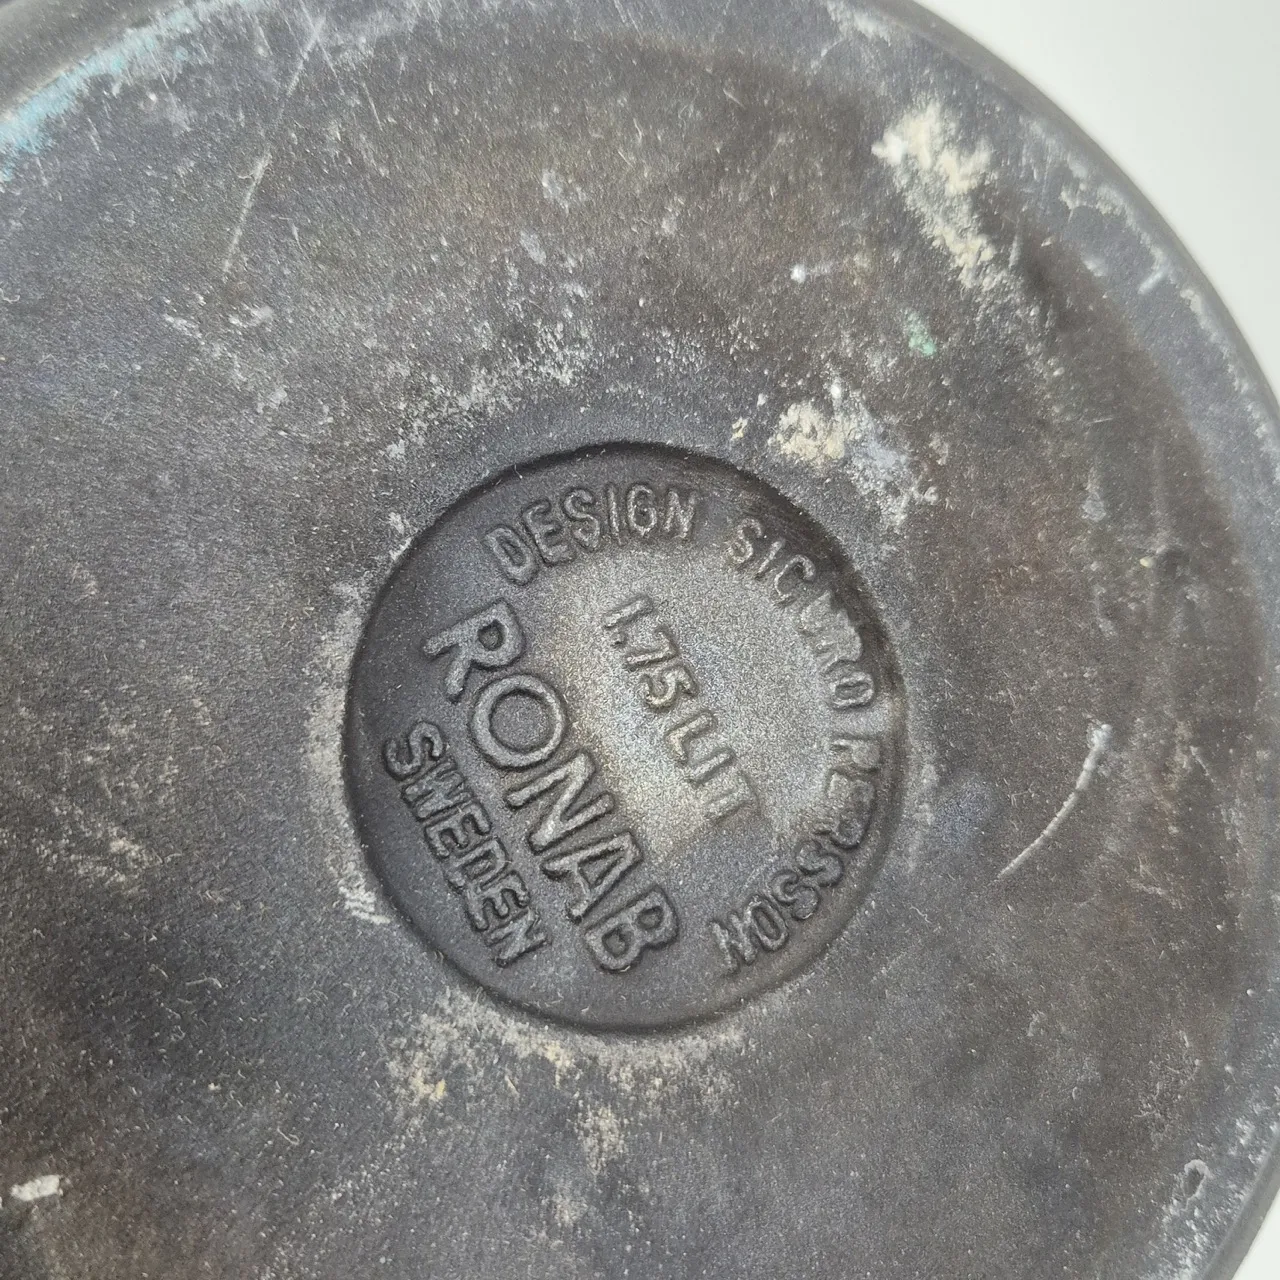 DESIGN SIGURD PERSSON
1.75 LIT
RONAB
SWEDEN